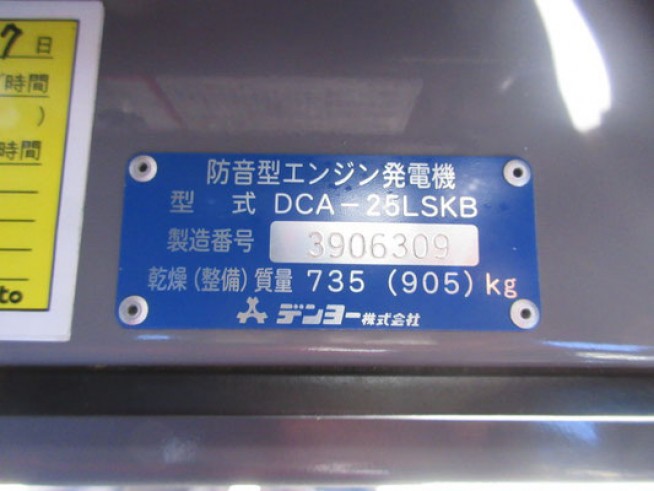 7日
時間
)
時間
to
防音型エンジン発電機
型 式 DCA-25LSKB
製造番号 3906309
乾燥(整備)質量 735 (905)kg
デンヨー株式会社